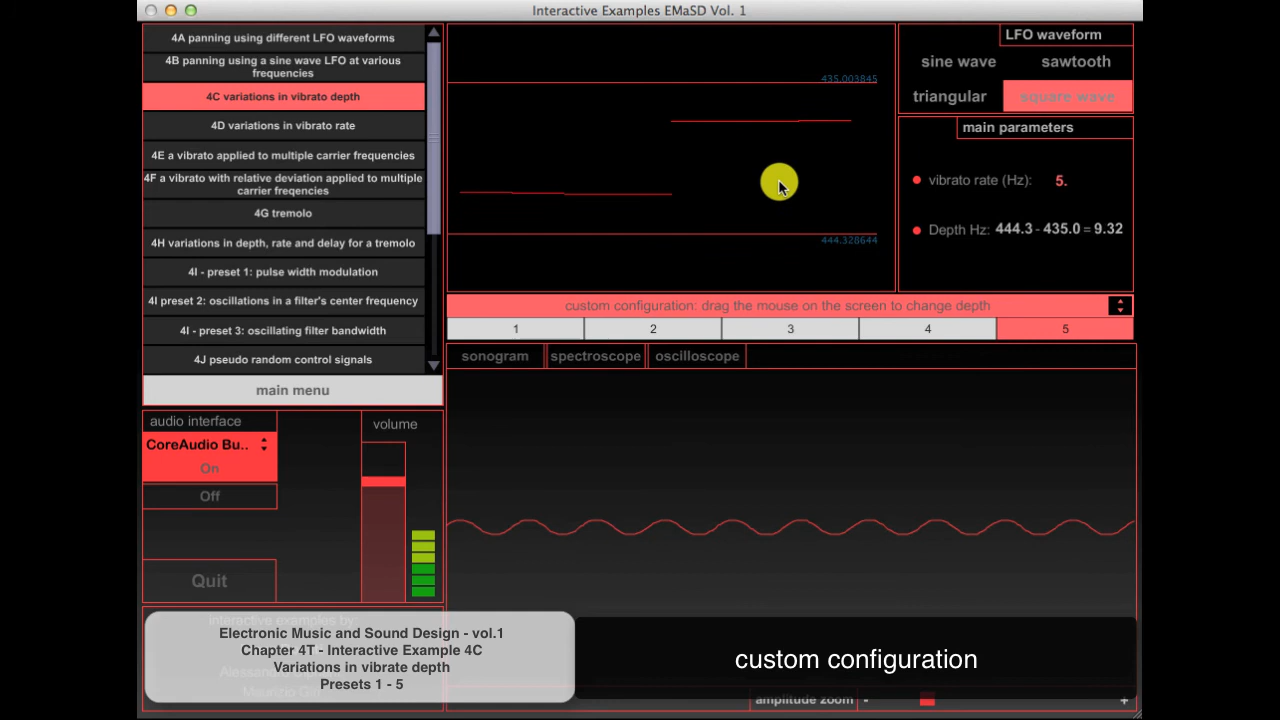 Interactive Examples EMaSD Vol. 1
4A panning using different LFO waveforms
4B panning using a sine wave LFO at various
frequencies
4C variations in vibrato depth
4D variations in vibrato rate
4E a vibrato applied to multiple carrier frequencies
4F a vibrato with relative deviation applied to multiple
carrier freqencies
4G tremolo
4H variations in depth, rate and delay for a tremolo
4I - preset 1: pulse width modulation
4I preset 2: oscillations in a filter's center frequency
4I - preset 3: oscillating filter bandwidth
4J pseudo random control signals
main menu
435.003845
444.328644
LFO waveform
sine wave sawtooth
triangular square wave
main parameters
vibrato rate (Hz): 5.
Depth Hz: 444.3 - 435.0 = 9.32
custom configuration: drag the mouse on the screen to change depth
1 2 3 4 5
sonogram spectroscope oscilloscope
audio interface
CoreAudio Bu..
On
Off
volume
Quit
interactive examples by:
Electronic Music and Sound Design - vol.1
Chapter 4T - Interactive Example 4C
Variations in vibrate depth
Presets 1 - 5
custom configuration
amplitude zoom - +